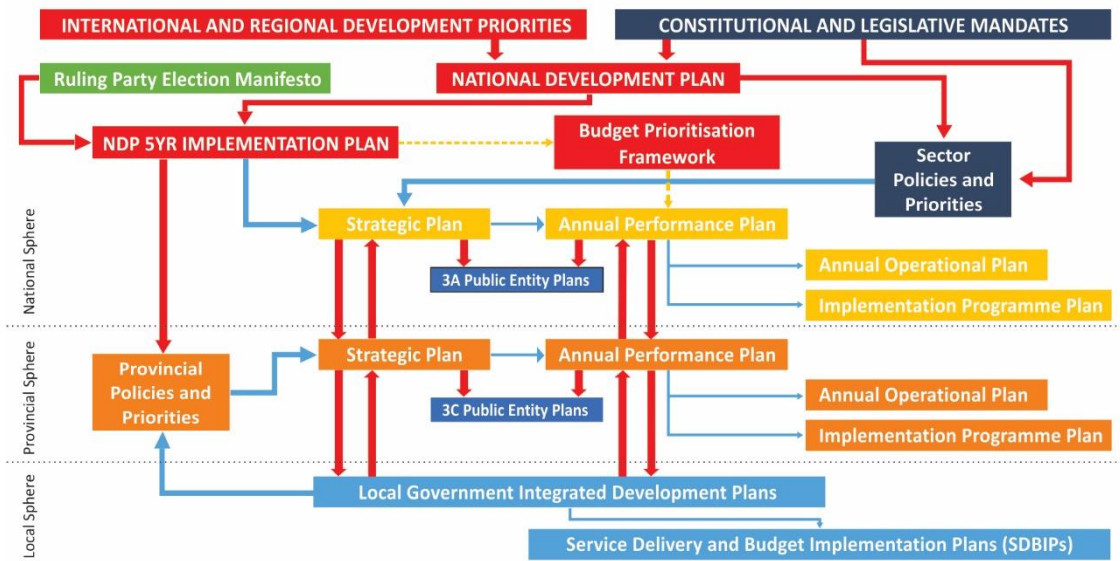 INTERNATIONAL AND REGIONAL DEVELOPMENT PRIORITIES
CONSTITUTIONAL AND LEGISLATIVE MANDATES
Ruling Party Election Manifesto
NATIONAL DEVELOPMENT PLAN
NDP 5YR IMPLEMENTATION PLAN
Budget Prioritisation
Framework
Sector
Policies and
Priorities
National Sphere
Strategic Plan
Annual Performance Plan
3A Public Entity Plans
Annual Operational Plan
Implementation Programme Plan
Provincial Sphere
Provincial
Policies and
Priorities
Strategic Plan
Annual Performance Plan
3C Public Entity Plans
Annual Operational Plan
Implementation Programme Plan
Local Sphere
Local Government Integrated Development Plans
Service Delivery and Budget Implementation Plans (SDBIPs)